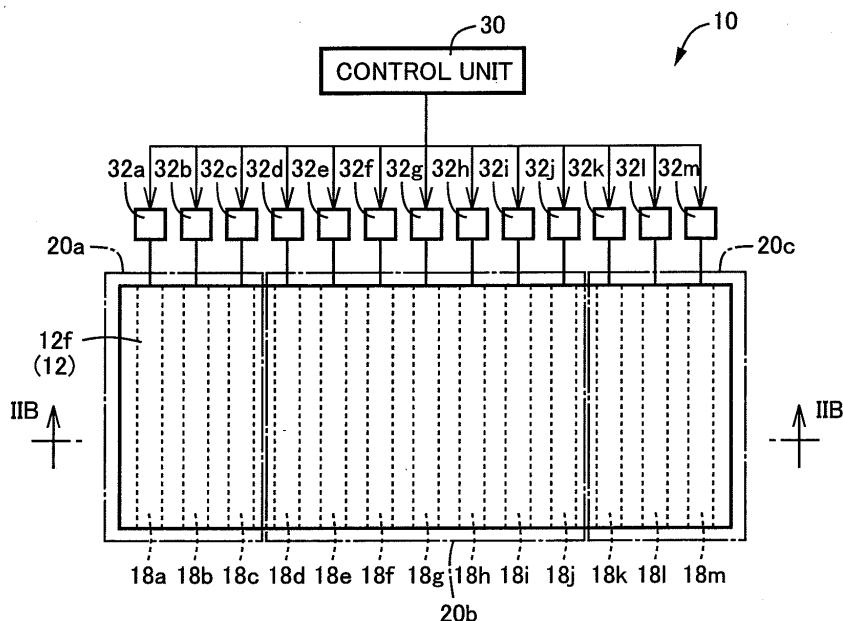 30
10
CONTROL UNIT
32a 32b 32c 32d 32e 32f 32g 32h 32i 32j 32k 32l 32m
20a
20c
12f
(12)
IIB
IIB
18a 18b 18c 18d 18e 18f 18g 18h 18i 18j 18k 18l 18m
20b